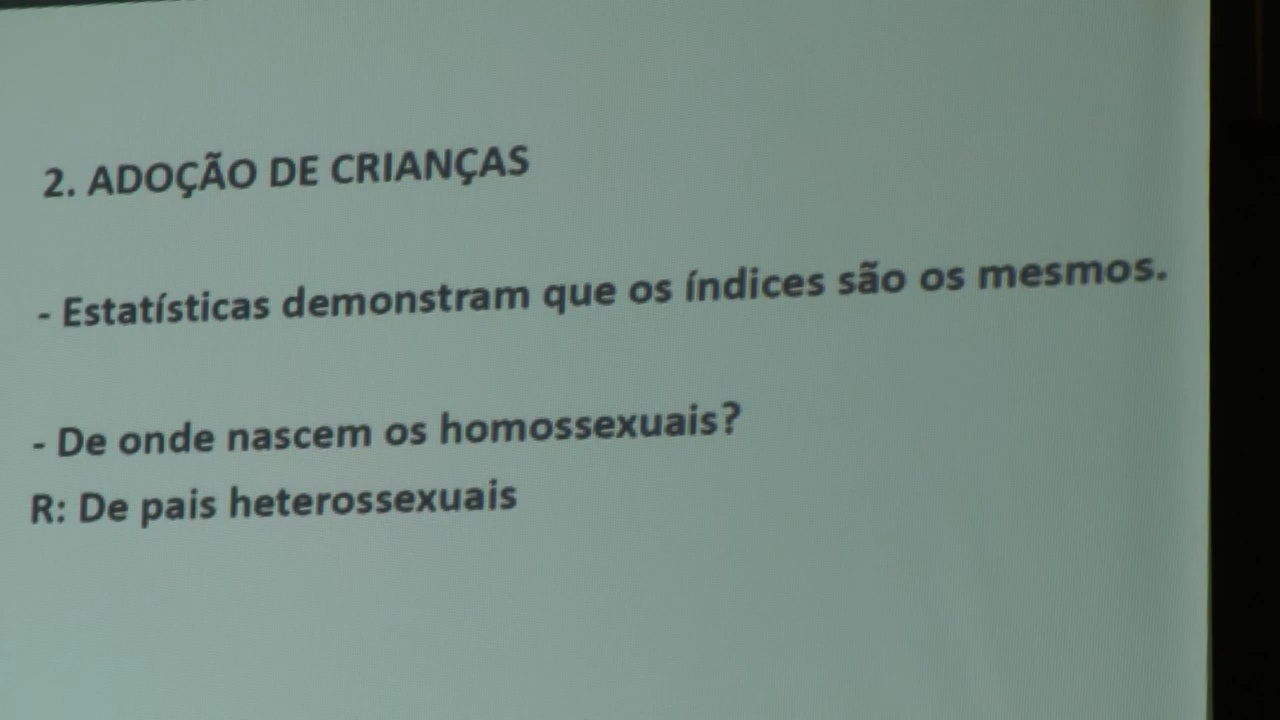 2. ADOÇÃO DE CRIANÇAS
- Estatísticas demonstram que os índices são os mesmos.
- De onde nascem os homossexuais?
R: De pais heterossexuais